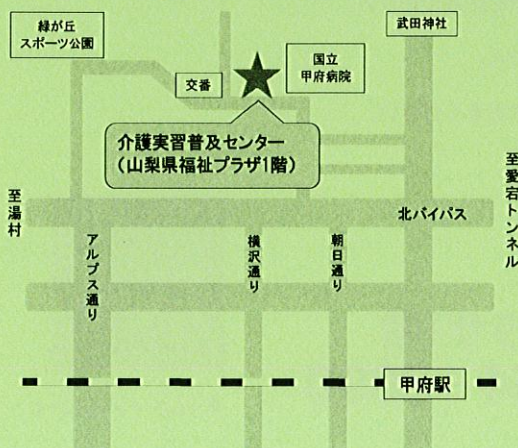 緑が丘
スポーツ公園
武田神社
国立
甲府病院
交番
介護実習普及センター
(山梨県福祉プラザ1階)
至湯村
至愛宕トンネル
北バイパス
アルプス通り
横沢通り
朝日通り
甲府駅